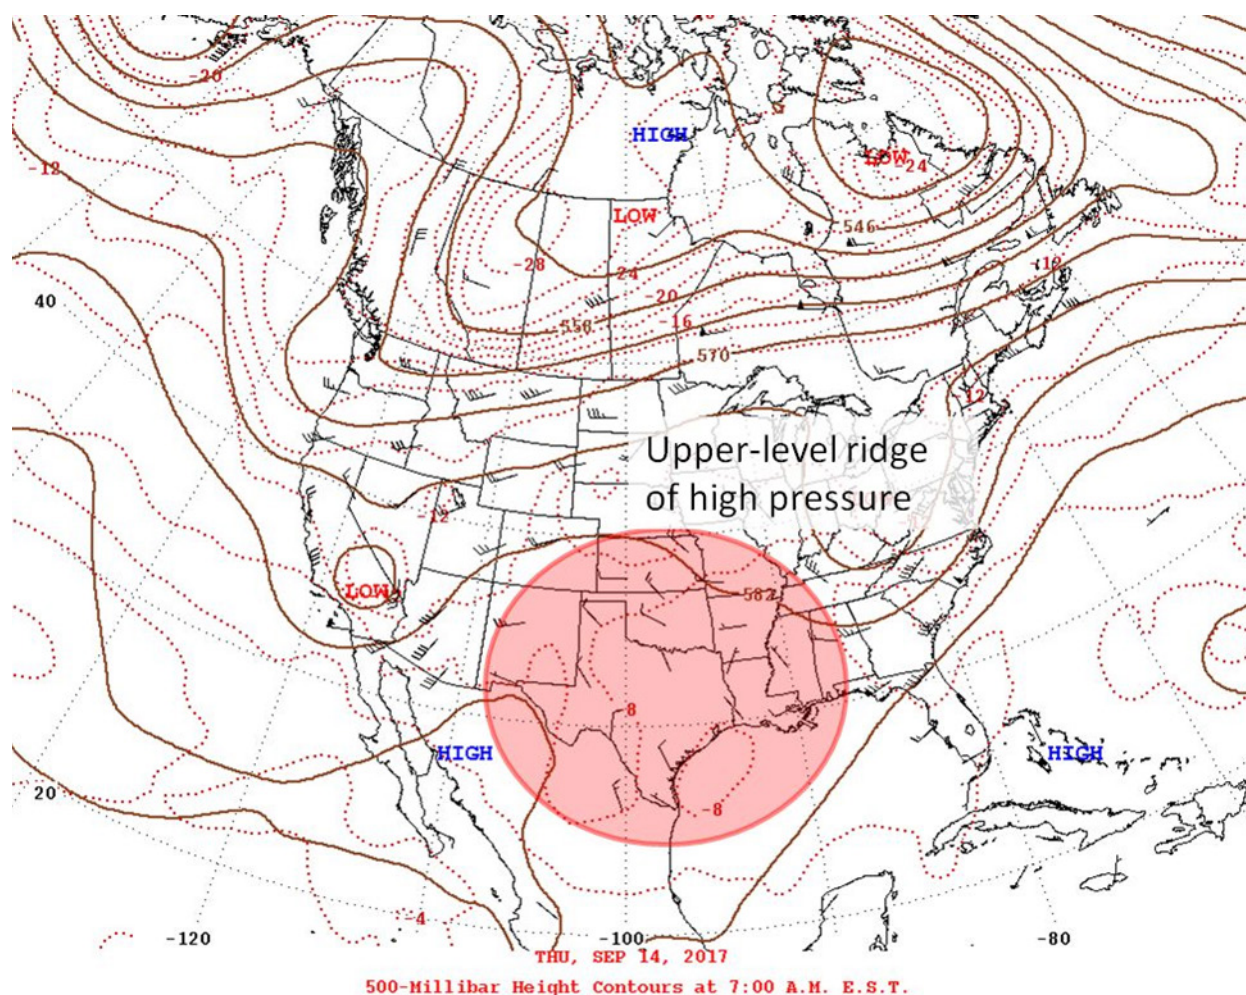 -20
HIGH
-12
LOW
-24
LOW
546
-28
-24
-12
40
-20
558
16
570
12
Upper-level ridge
of high pressure
-12
LOW
582
8
HIGH
HIGH
20
-8
-4
-120
-100
-80
THU, SEP 14, 2017
500-Millibar Height Contours at 7:00 A.M. E.S.T.